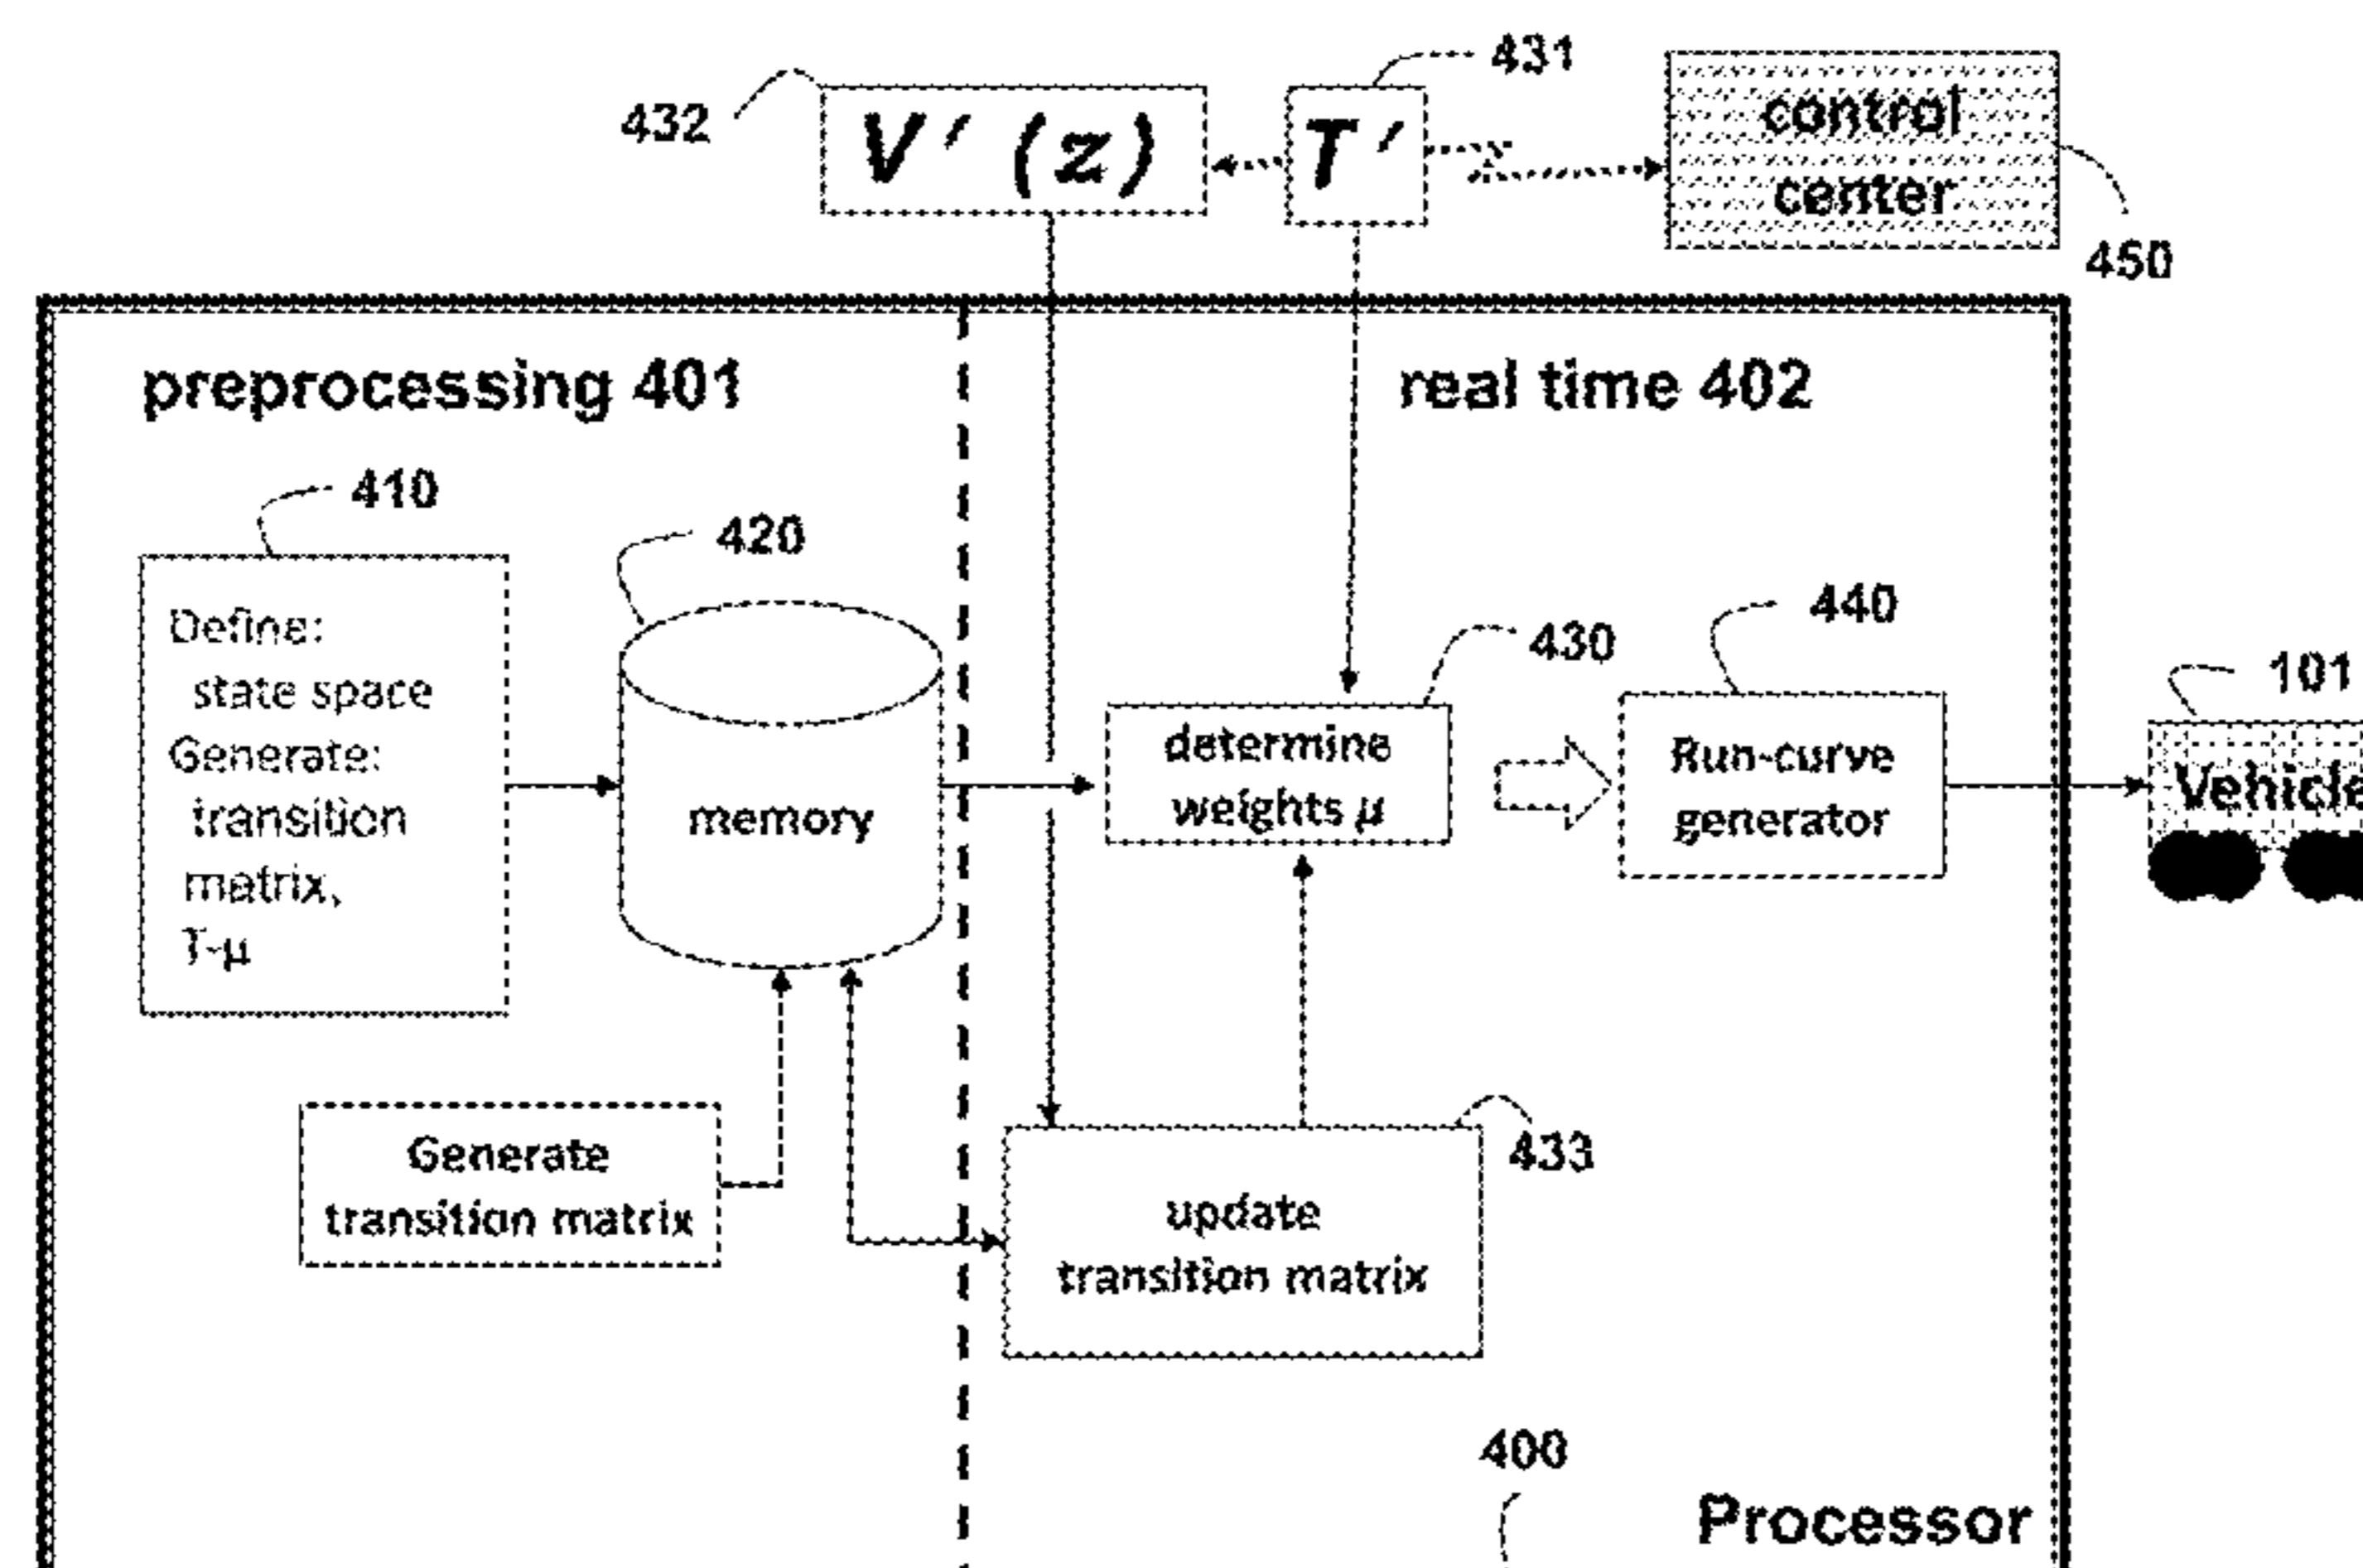 431
432
V' (z)
T'
control
center
450
preprocessing 401
real time 402
410
420
440
430
101
Define:
state space
Generate:
transition
matrix,
T-μ
memory
determine
weights μ
Run-curve
generator
Vehicle
Generate
transition matrix
433
update
transition matrix
400
Processor